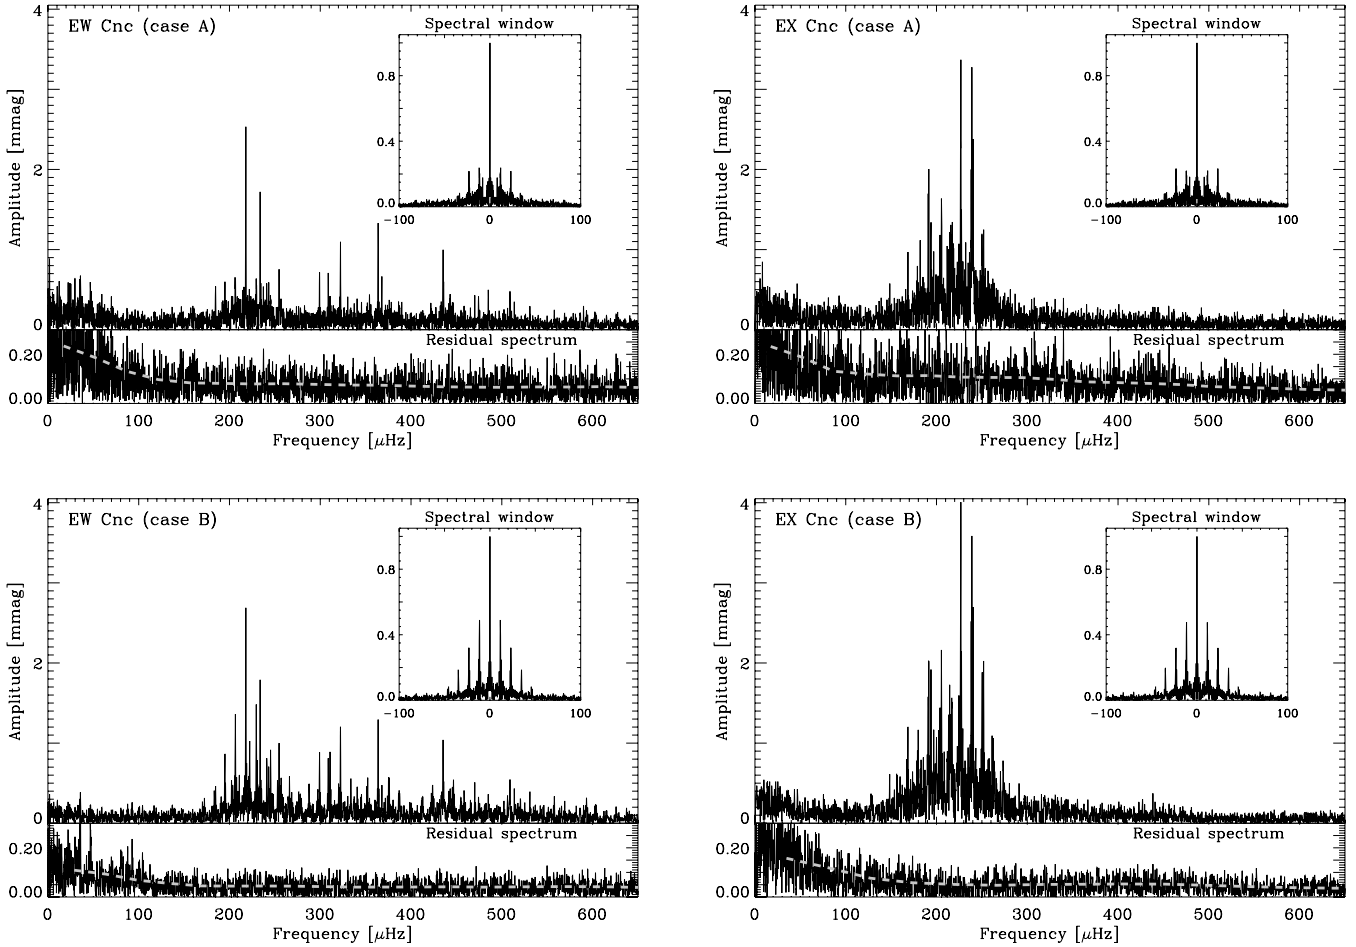 EW Cnc (case A)
Spectral window
4
2
0
Amplitude [mmag]
0.8
0.4
0.0
-100 0 100
Residual spectrum
0.20
0.00
0 100 200 300 400 500 600
Frequency [μHz]
EX Cnc (case A)
Spectral window
4
2
0
Amplitude [mmag]
0.8
0.4
0.0
-100 0 100
Residual spectrum
0.20
0.00
0 100 200 300 400 500 600
Frequency [μHz]
EW Cnc (case B)
Spectral window
4
2
0
Amplitude [mmag]
0.8
0.4
0.0
-100 0 100
Residual spectrum
0.20
0.00
0 100 200 300 400 500 600
Frequency [μHz]
EX Cnc (case B)
Spectral window
4
2
0
Amplitude [mmag]
0.8
0.4
0.0
-100 0 100
Residual spectrum
0.20
0.00
0 100 200 300 400 500 600
Frequency [μHz]